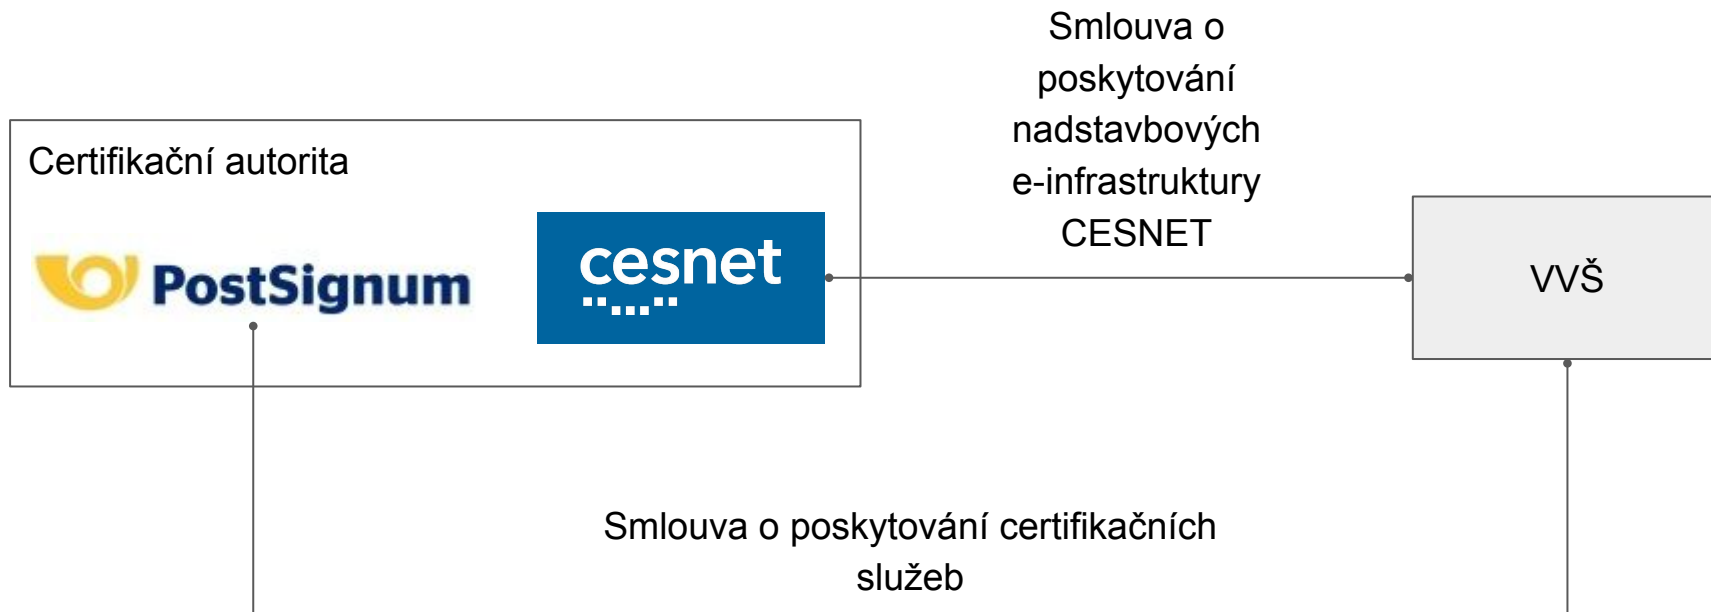 Smlouva o
poskytování
nadstavbových
e-infrastruktury
CESNET
Certifikační autorita
PostSignum
cesnet
VVŠ
Smlouva o poskytování certifikačních
služeb